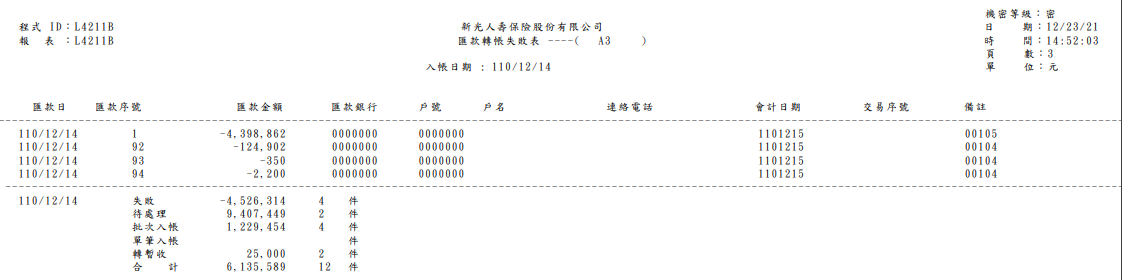 機密等級：密
程式 ID：L4211B 新光人壽保險股份有限公司 日 期：12/23/21
報 表 ：L4211B 匯款轉帳失敗表 ----( A3 ) 時 間：14:52:03
頁 數：3
入帳日期 ：110/12/14 單 位：元
匯款日 匯款序號 匯款金額 匯款銀行 戶號 戶名 連絡電話 會計日期 交易序號 備註
110/12/14 1 -4,398,862 0000000 0000000 1101215 00105
110/12/14 92 -124,902 0000000 0000000 1101215 00104
110/12/14 93 -350 0000000 0000000 1101215 00104
110/12/14 94 -2,200 0000000 0000000 1101215 00104
110/12/14 失敗 -4,526,314 4 件
待處理 9,407,449 2 件
批次入帳 1,229,454 4 件
單筆入帳 件
轉暫收 25,000 2 件
合 計 6,135,589 12 件